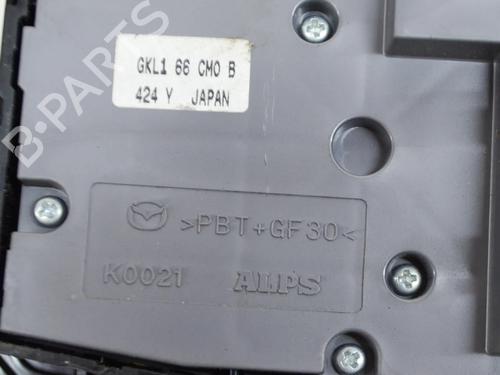 GKL1 66 CM0 B
424 Y JAPAN
>PBT+GF30<
K0021 ALPS
B-PARTS